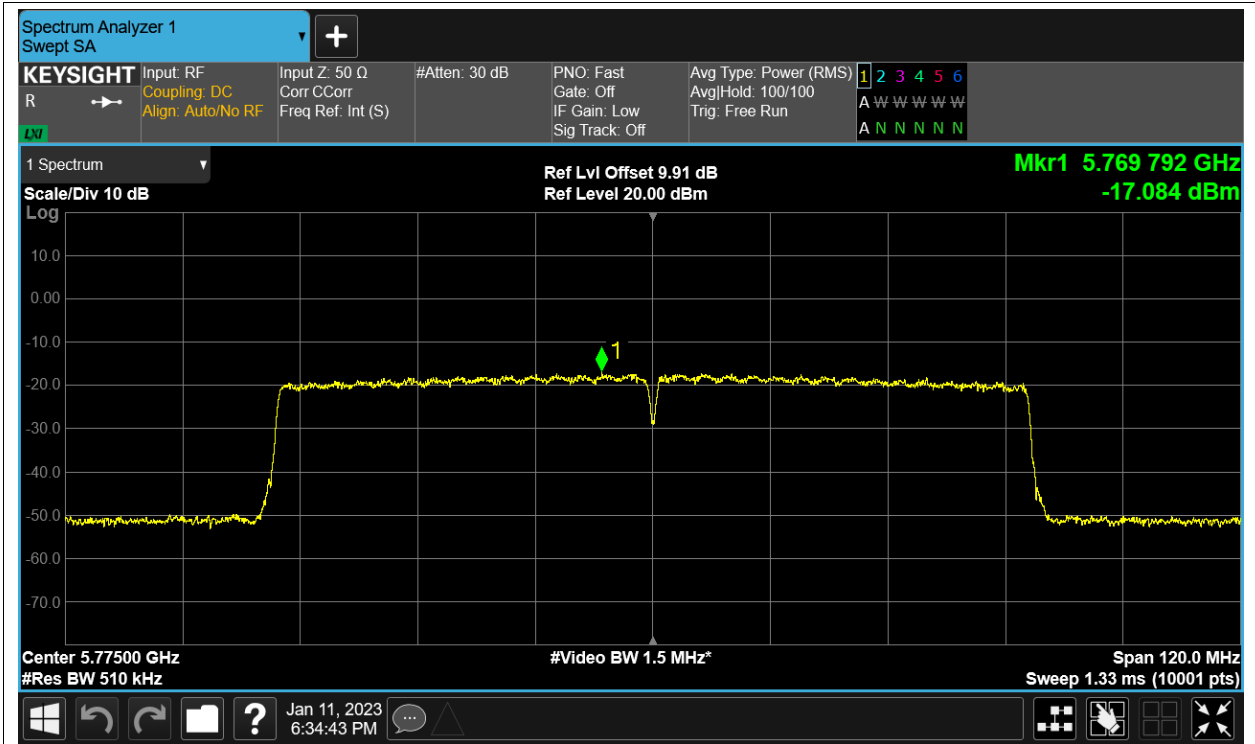 Spectrum Analyzer 1
Swept SA
+
KEYSIGHT
R
LXI
Input: RF
Coupling: DC
Align: Auto/No RF
Input Z: 50 Ω
Corr CCorr
Freq Ref: Int (S)
#Atten: 30 dB
PNO: Fast
Gate: Off
IF Gain: Low
Sig Track: Off
Avg Type: Power (RMS)
Avg|Hold: 100/100
Trig: Free Run
1 2 3 4 5 6
A W W W W W
A N N N N N
1 Spectrum
Scale/Div 10 dB
Log
Ref Lvl Offset 9.91 dB
Ref Level 20.00 dBm
Mkr1 5.769 792 GHz
-17.084 dBm
10.0
0.00
-10.0
-20.0
-30.0
-40.0
-50.0
-60.0
-70.0
1
Center 5.77500 GHz
#Res BW 510 kHz
#Video BW 1.5 MHz*
Span 120.0 MHz
Sweep 1.33 ms (10001 pts)
?
Jan 11, 2023
6:34:43 PM